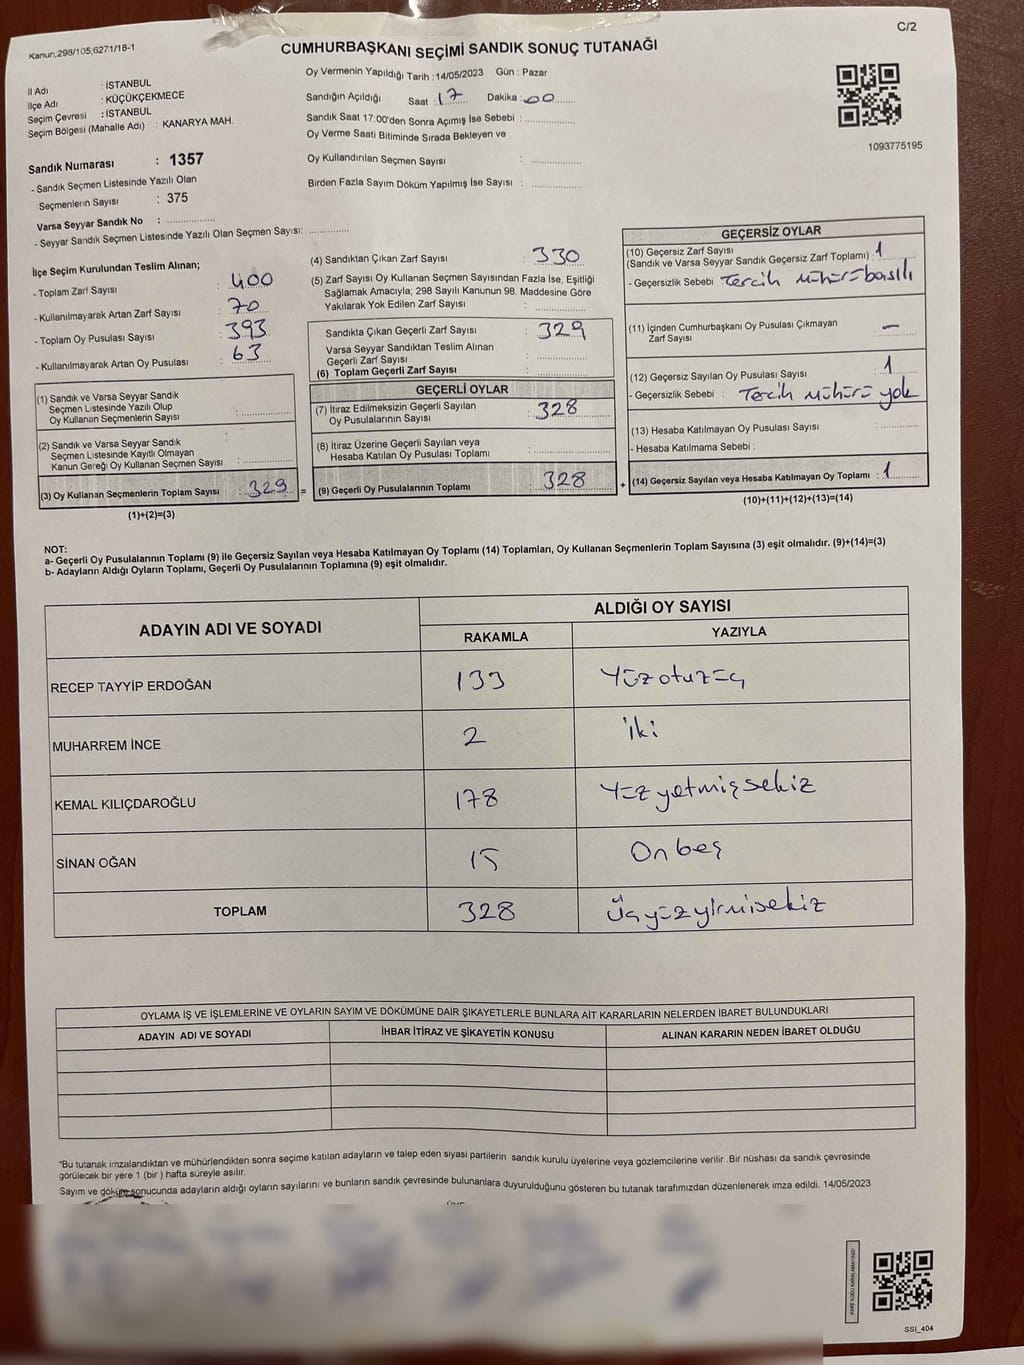 Kanun;298/105,6271/18-1
C/2
CUMHURBAŞKANI SEÇİMİ SANDIK SONUÇ TUTANAĞI
İl Adı : İSTANBUL
İlçe Adı : KÜÇÜKÇEKMECE
Seçim Çevresi : İSTANBUL
Seçim Bölgesi (Mahalle Adı) : KANARYA MAH.
Sandık Numarası : 1357
- Sandık Seçmen Listesinde Yazılı Olan
Seçmenlerin Sayısı : 375
Varsa Seyyar Sandık No : ................
- Seyyar Sandık Seçmen Listesinde Yazılı Olan Seçmen Sayısı: .............
Oy Vermenin Yapıldığı Tarih : 14/05/2023 Gün : Pazar
Sandığın Açıldığı Saat : 17 Dakika : 00
Sandık Saat 17:00'den Sonra Açımış İse Sebebi : ................
Oy Verme Saati Bitiminde Sırada Bekleyen ve
Oy Kullandırılan Seçmen Sayısı : ................
Birden Fazla Sayım Döküm Yapılmış İse Sayısı : ................
1093775195
İlçe Seçim Kurulundan Teslim Alınan;
- Toplam Zarf Sayısı : 400
- Kullanılmayarak Artan Zarf Sayısı : 70
- Toplam Oy Pusulası Sayısı : 393
- Kullanılmayarak Artan Oy Pusulası : 63
(1) Sandık ve Varsa Seyyar Sandık
Seçmen Listesinde Yazılı Olup
Oy Kullanan Seçmenlerin Sayısı : ................
(2) Sandık ve Varsa Seyyar Sandık
Seçmen Listesinde Kayıtlı Olmayan
Kanun Gereği Oy Kullanan Seçmen Sayısı : ................
(3) Oy Kullanan Seçmenlerin Toplam Sayısı : 329 =
(1)+(2)=(3)
(4) Sandıktan Çıkan Zarf Sayısı : 330
(5) Zarf Sayısı Oy Kullanan Seçmen Sayısından Fazla İse, Eşitliği
Sağlamak Amacıyla; 298 Sayılı Kanunun 98. Maddesine Göre
Yakılarak Yok Edilen Zarf Sayısı : ................
Sandıkta Çıkan Geçerli Zarf Sayısı : 329
Varsa Seyyar Sandıktan Teslim Alınan
Geçerli Zarf Sayısı : ................
(6) Toplam Geçerli Zarf Sayısı : ................
GEÇERLİ OYLAR
(7) İtiraz Edilmeksizin Geçerli Sayılan
Oy Pusulalarının Sayısı : 328
(8) İtiraz Üzerine Geçerli Sayılan veya
Hesaba Katılan Oy Pusulası Toplamı : ................
(9) Geçerli Oy Pusulalarının Toplamı : 328 +
GEÇERSİZ OYLAR
(10) Geçersiz Zarf Sayısı
(Sandık ve Varsa Seyyar Sandık Geçersiz Zarf Toplamı) : 1
- Geçersizlik Sebebi : Tercih mühürü basılı
(11) İçinden Cumhurbaşkanı Oy Pusulası Çıkmayan
Zarf Sayısı : –
(12) Geçersiz Sayılan Oy Pusulası Sayısı : 1
- Geçersizlik Sebebi : Tercih mühürü yok
(13) Hesaba Katılmayan Oy Pusulası Sayısı : ................
- Hesaba Katılmama Sebebi :
(14) Geçersiz Sayılan veya Hesaba Katılmayan Oy Toplamı : 1
(10)+(11)+(12)+(13)=(14)
NOT:
a- Geçerli Oy Pusulalarının Toplamı (9) ile Geçersiz Sayılan veya Hesaba Katılmayan Oy Toplamı (14) Toplamları, Oy Kullanan Seçmenlerin Toplam Sayısına (3) eşit olmalıdır. (9)+(14)=(3)
b- Adayların Aldığı Oyların Toplamı, Geçerli Oy Pusulalarının Toplamına (9) eşit olmalıdır.
ADAYIN ADI VE SOYADI
ALDIĞI OY SAYISI
RAKAMLA YAZIYLA
RECEP TAYYİP ERDOĞAN 133 Yüzotuzüç
MUHARREM İNCE 2 iki
KEMAL KILIÇDAROĞLU 178 Yüzyetmişsekiz
SİNAN OĞAN 15 Onbeş
TOPLAM 328 Üçyüzyirmisekiz
OYLAMA İŞ VE İŞLEMLERİNE VE OYLARIN SAYIM VE DÖKÜMÜNE DAİR ŞİKAYETLERLE BUNLARA AİT KARARLARIN NELERDEN İBARET BULUNDUKLARI
ADAYIN ADI VE SOYADI İHBAR İTİRAZ VE ŞİKAYETİN KONUSU ALINAN KARARIN NEDEN İBARET OLDUĞU
"Bu tutanak imzalandıktan ve mühürlendikten sonra seçime katılan adayların ve talep eden siyasi partilerin sandık kurulu üyelerine veya gözlemcilerine verilir .Bir nüshası da sandık çevresinde
görülecek bir yere 1 (bir ) hafta süreyle asılır.
Sayım ve döküm sonucunda adayların aldığı oyların sayılarını ve bunların sandık çevresinde bulunanlara duyurulduğunu gösteren bu tutanak tarafımızdan düzenlenerek imza edildi. 14/05/2023
KARE KODU KARALAMAYINIZ!
SSI_404